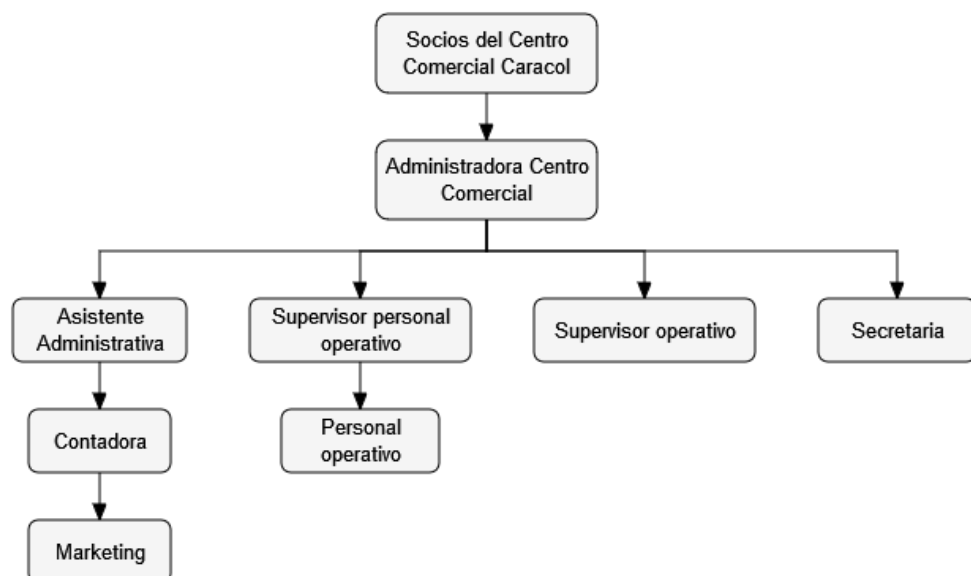 Socios del Centro
Comercial Caracol
Administradora Centro
Comercial
Asistente
Administrativa
Supervisor personal
operativo
Supervisor operativo
Secretaria
Contadora
Personal
operativo
Marketing